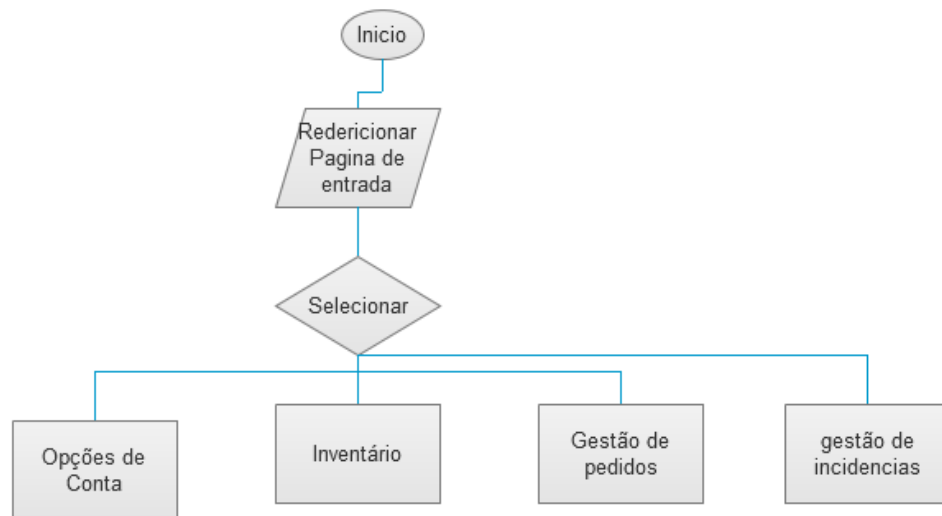 Inicio
Redericionar
Pagina de
entrada
Selecionar
Opções de
Conta
Inventário
Gestão de
pedidos
gestão de
incidencias